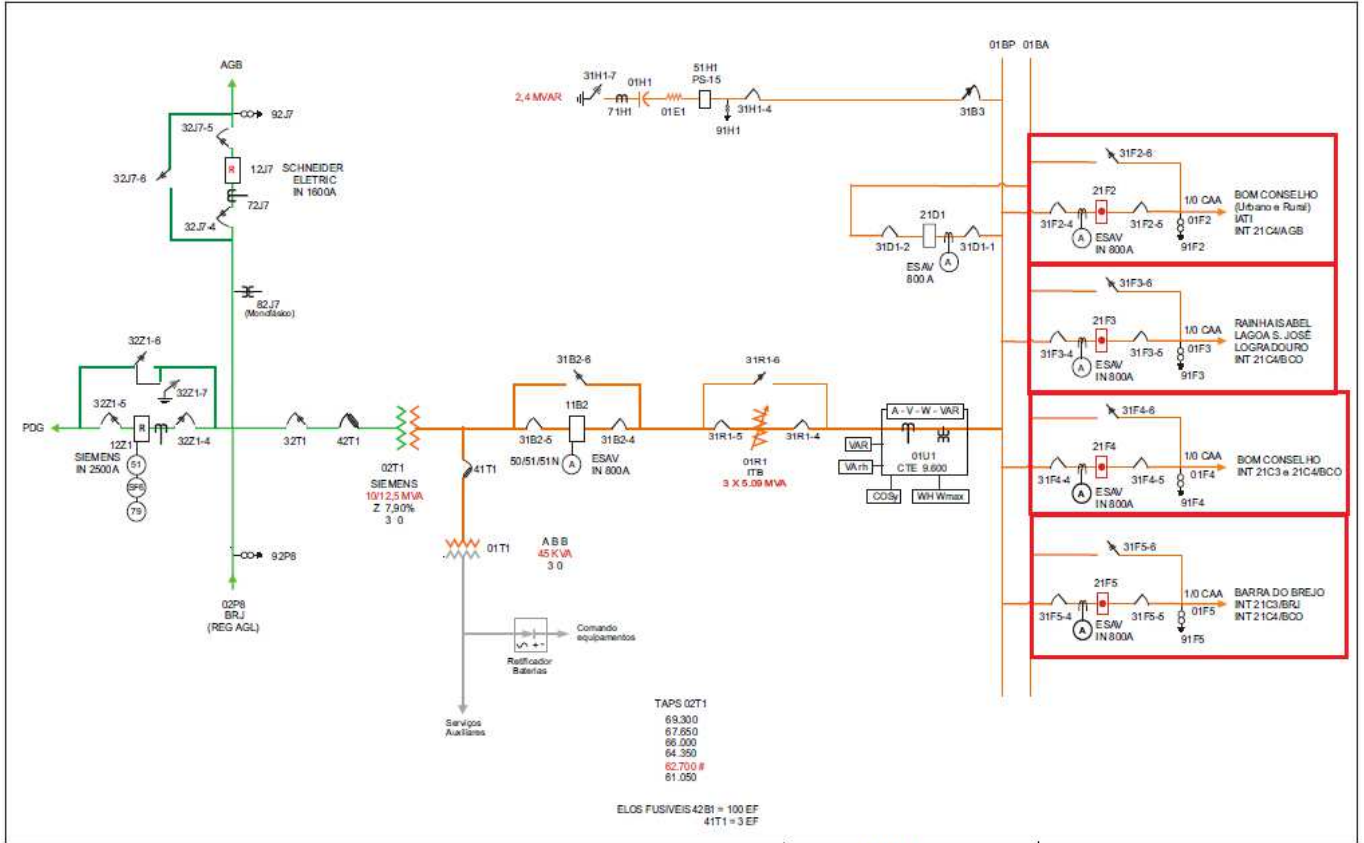 AGB
92J7
32J7-5
32J7-6
12J7
R
SCHNEIDER
ELETRIC
IN 1600A
72J7
32J7-4
82J7
(Monofásico)
32Z1-6
32Z1-7
32Z1-5
PDG
R
12Z1
32Z1-4
SIEMENS
IN 2500A
51
SF6
79
32T1
42T1
02T1
SIEMENS
10/12,5 MVA
Z 7,90%
3 0
92P8
02P8
BRJ
(REG AGL)
41T1
01T1
ABB
45 KVA
3 0
Comando
equipamentos
Retificador
Baterias
Serviços
Auxiliares
31B2-6
11B2
31B2-5
31B2-4
50/51/51N
A
ESAV
IN 800A
31R1-6
31R1-5
31R1-4
01R1
ITB
3 X 5.09 MVA
A - V - W - VAR
VAR
VArh
01U1
CTE 9.600
WH Wmax
TAPS 02T1
69.300
67.650
66.000
64.350
62.700 #
61.050
ELOS FUSIVEIS 42B1 = 100 EF
41T1 = 3 EF
2,4 MVAR
31H1-7
71H1
01H1
01E1
51H1
PS-15
91H1
31H1-4
31B3
01BP
01BA
21D1
31D1-2
31D1-1
ESAV
800 A
A
31F2-6
21F2
31F2-4
31F2-5
A
ESAV
IN 800A
1/0 CAA
01F2
91F2
BOM CONSELHO
(Urbano e Rural)
IATI
INT 21C4/AGB
31F3-6
21F3
31F3-4
31F3-5
A
ESAV
IN 800A
1/0 CAA
01F3
91F3
RAINHA ISABEL
LAGOA S. JOSÉ
LOGRADOURO
INT 21C4/BCO
31F4-6
21F4
31F4-4
31F4-5
A
ESAV
IN 800A
1/0 CAA
01F4
91F4
BOM CONSELHO
INT 21C3 e 21C4/BCO
31F5-6
21F5
31F5-4
31F5-5
A
ESAV
IN 800A
1/0 CAA
01F5
91F5
BARRA DO BREJO
INT 21C3/BRJ
INT 21C4/BCO